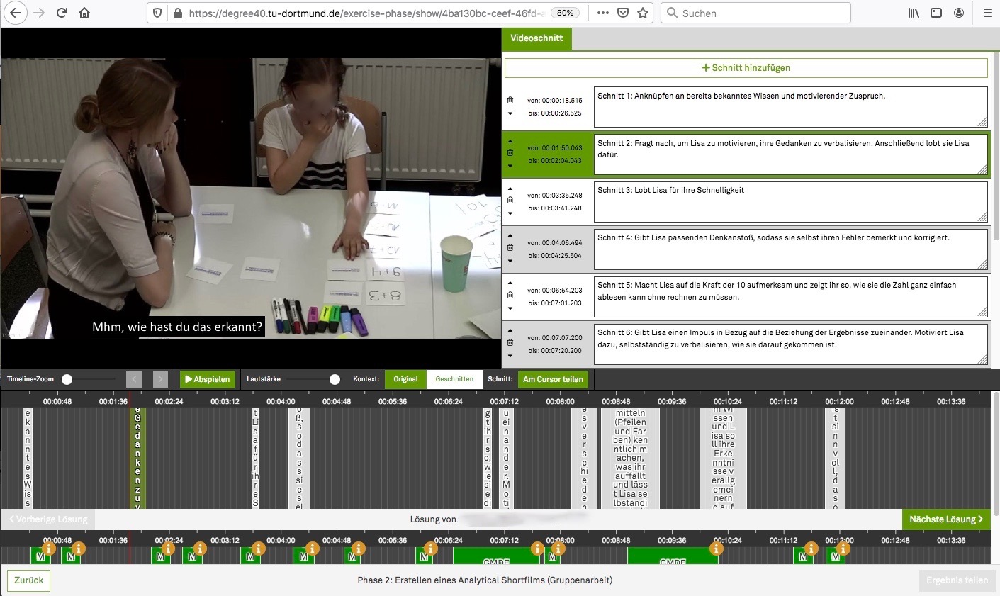 https://degree40.tu-dortmund.de/exercise-phase/show/4ba130bc-ceef-46fd-a
80%
Suchen
Videoschnitt
+ Schnitt hinzufügen
von: 00:00:18.515
bis: 00:00:26.525
Schnitt 1: Anknüpfen an bereits bekanntes Wissen und motivierender Zuspruch.
von: 00:01:50.043
bis: 00:02:04.043
Schnitt 2: Fragt nach, um Lisa zu motivieren, ihre Gedanken zu verbalisieren. Anschließend lobt sie Lisa
dafür.
von: 00:03:35.248
bis: 00:03:41.248
Schnitt 3: Lobt Lisa für ihre Schnelligkeit
von: 00:04:06.494
bis: 00:04:25.504
Schnitt 4: Gibt Lisa passenden Denkanstoß, sodass sie selbst ihren Fehler bemerkt und korrigiert.
von: 00:06:54.203
bis: 00:07:01.203
Schnitt 5: Macht Lisa auf die Kraft der 10 aufmerksam und zeigt ihr so, wie sie die Zahl ganz einfach
ablesen kann ohne rechnen zu müssen.
von: 00:07:07.200
bis: 00:07:20.200
Schnitt 6: Gibt Lisa einen Impuls in Bezug auf die Beziehung der Ergebnisse zueinander. Motiviert Lisa
dazu, selbstständig zu verbalisieren, wie sie darauf gekommen ist.
9+4
8+3
Mhm, wie hast du das erkannt?
Timeline-Zoom
Abspielen
Lautstärke
Kontext:
Original
Geschnitten
Schnitt:
Am Cursor teilen
00:00:48 00:01:36 00:02:24 00:03:12 00:04:00 00:04:48 00:05:36 00:06:24 00:07:12 00:08:00 00:08:48 00:09:36 00:10:24 00:11:12 00:12:00 00:12:48 00:13:36
e
k
a
n
n
t
e
s
W
is
s
e
G
e
d
a
n
k
e
n
z
u
v
t
Li
s
a
f
ü
r
ih
r
e
S
ß,
s
o
d
a
s
s
si
e
s
el
g
t
ih
r
s
o,
w
ie
si
e
di
u
ei
n
a
n
d
e
r.
M
o
ti
e
s
v
e
r
s
c
hi
e
d
e
n
mitteln
(Pfeilen
und Far
ben) ken
ntlich m
achen,
was ihr
auffällt
und läss
t Lisa se
lbständi
m Wi
ssen
und L
isa so
ll ihre
Erke
nntni
sse v
erallg
emei
nern
d auf
is
t
si
n
n
v
ol
l,
d
a
s
o
Vorherige Lösung
Lösung von
Nächste Lösung
00:00:48 00:01:36 00:02:24 00:03:12 00:04:00 00:04:48 00:05:36 00:06:24 00:07:12 00:08:00 00:08:48 00:09:36 00:10:24 00:11:12 00:12:00 00:12:48 00:13:36
M M M M M M M M GMDE M GMDE M M
Zurück
Phase 2: Erstellen eines Analytical Shortfilms (Gruppenarbeit)
Ergebnis teilen